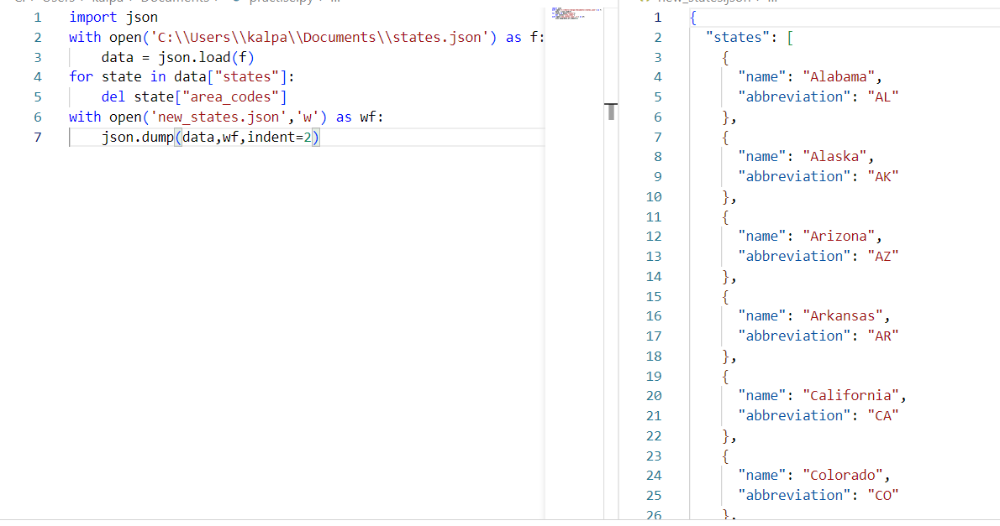 1 import json
2 with open('C:\\Users\\kalpa\\Documents\\states.json') as f:
3     data = json.load(f)
4 for state in data["states"]:
5     del state["area_codes"]
6 with open('new_states.json','w') as wf:
7     json.dump(data,wf,indent=2)
1 {
2   "states": [
3     {
4       "name": "Alabama",
5       "abbreviation": "AL"
6     },
7     {
8       "name": "Alaska",
9       "abbreviation": "AK"
10     },
11     {
12       "name": "Arizona",
13       "abbreviation": "AZ"
14     },
15     {
16       "name": "Arkansas",
17       "abbreviation": "AR"
18     },
19     {
20       "name": "California",
21       "abbreviation": "CA"
22     },
23     {
24       "name": "Colorado",
25       "abbreviation": "CO"
26     },